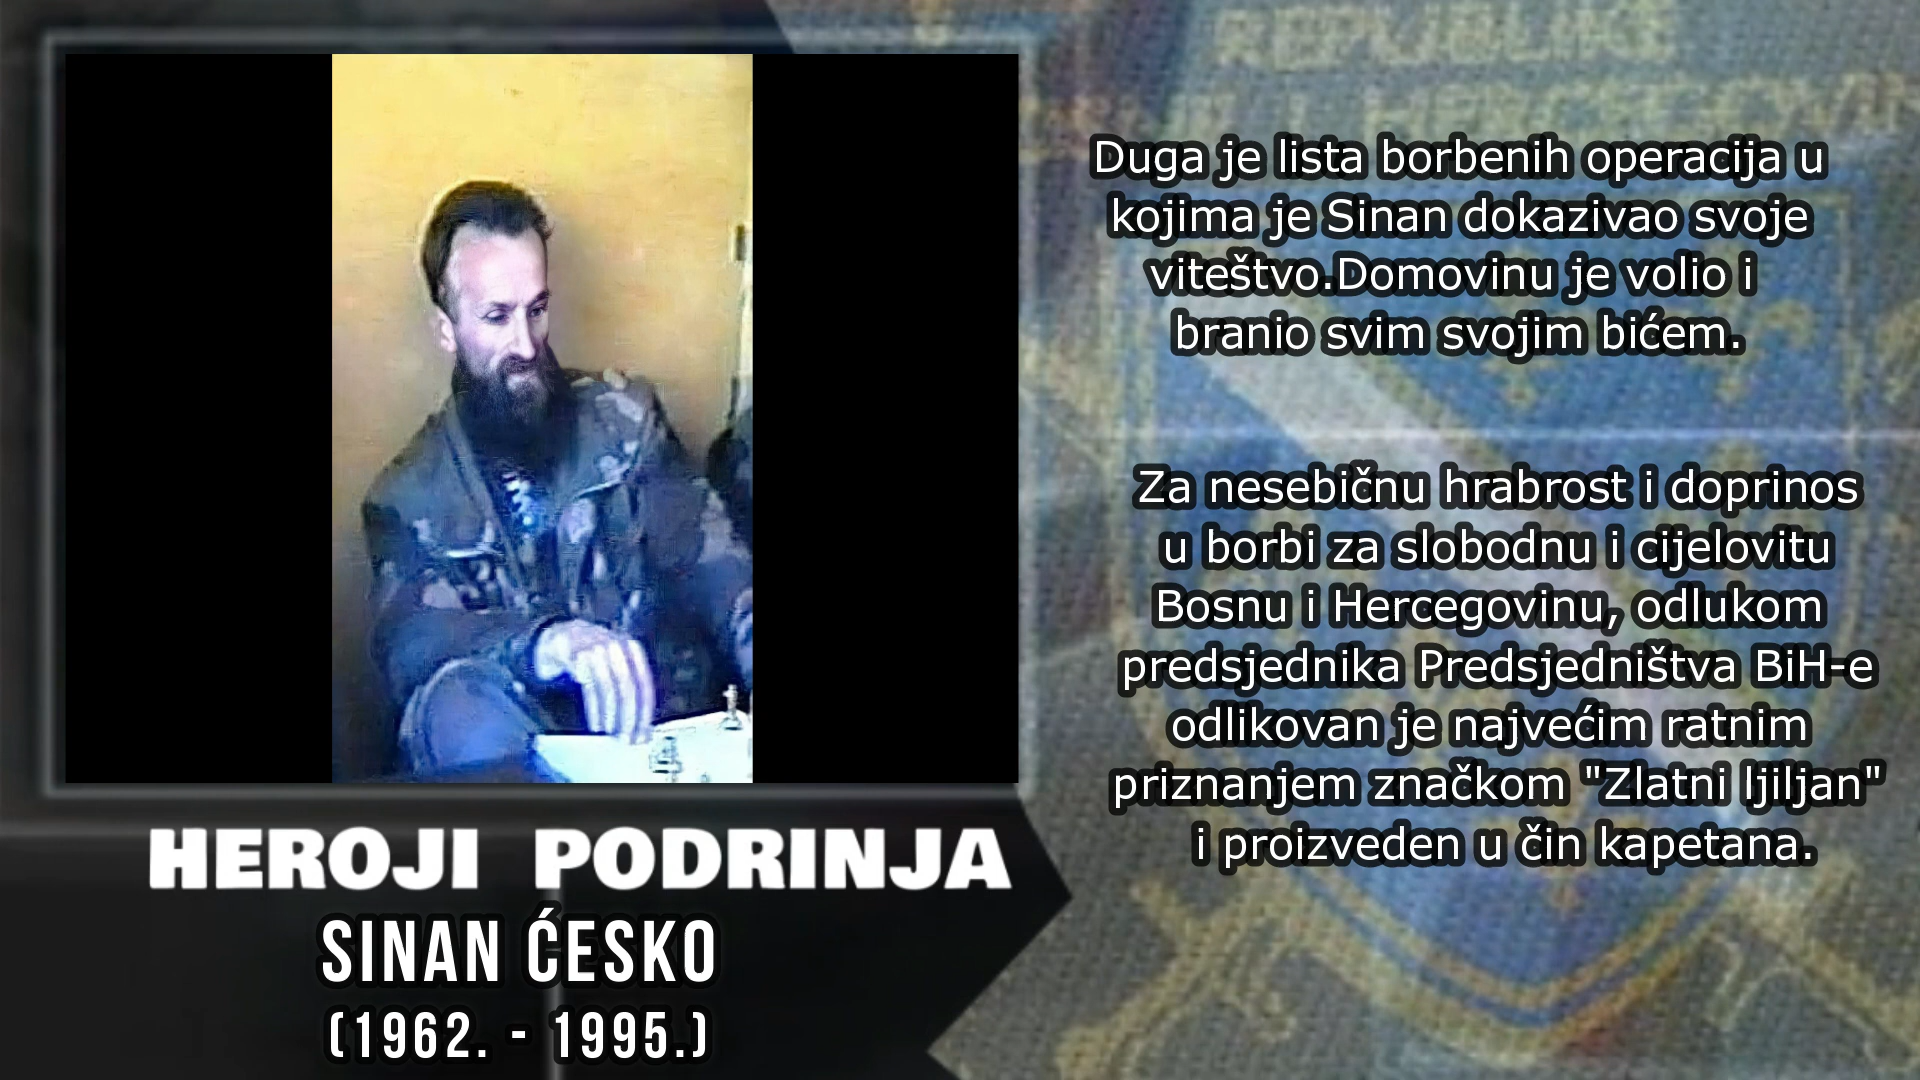 REPUBLIKA
HEROJI PODRINJA
SINAN ĆESKO
(1962. - 1995.)
Duga je lista borbenih operacija u
kojima je Sinan dokazivao svoje
viteštvo.Domovinu je volio i
branio svim svojim bićem.
Za nesebičnu hrabrost i doprinos
u borbi za slobodnu i cijelovitu
Bosnu i Hercegovinu, odlukom
predsjednika Predsjedništva BiH-e
odlikovan je najvećim ratnim
priznanjem značkom "Zlatni ljiljan"
i proizveden u čin kapetana.